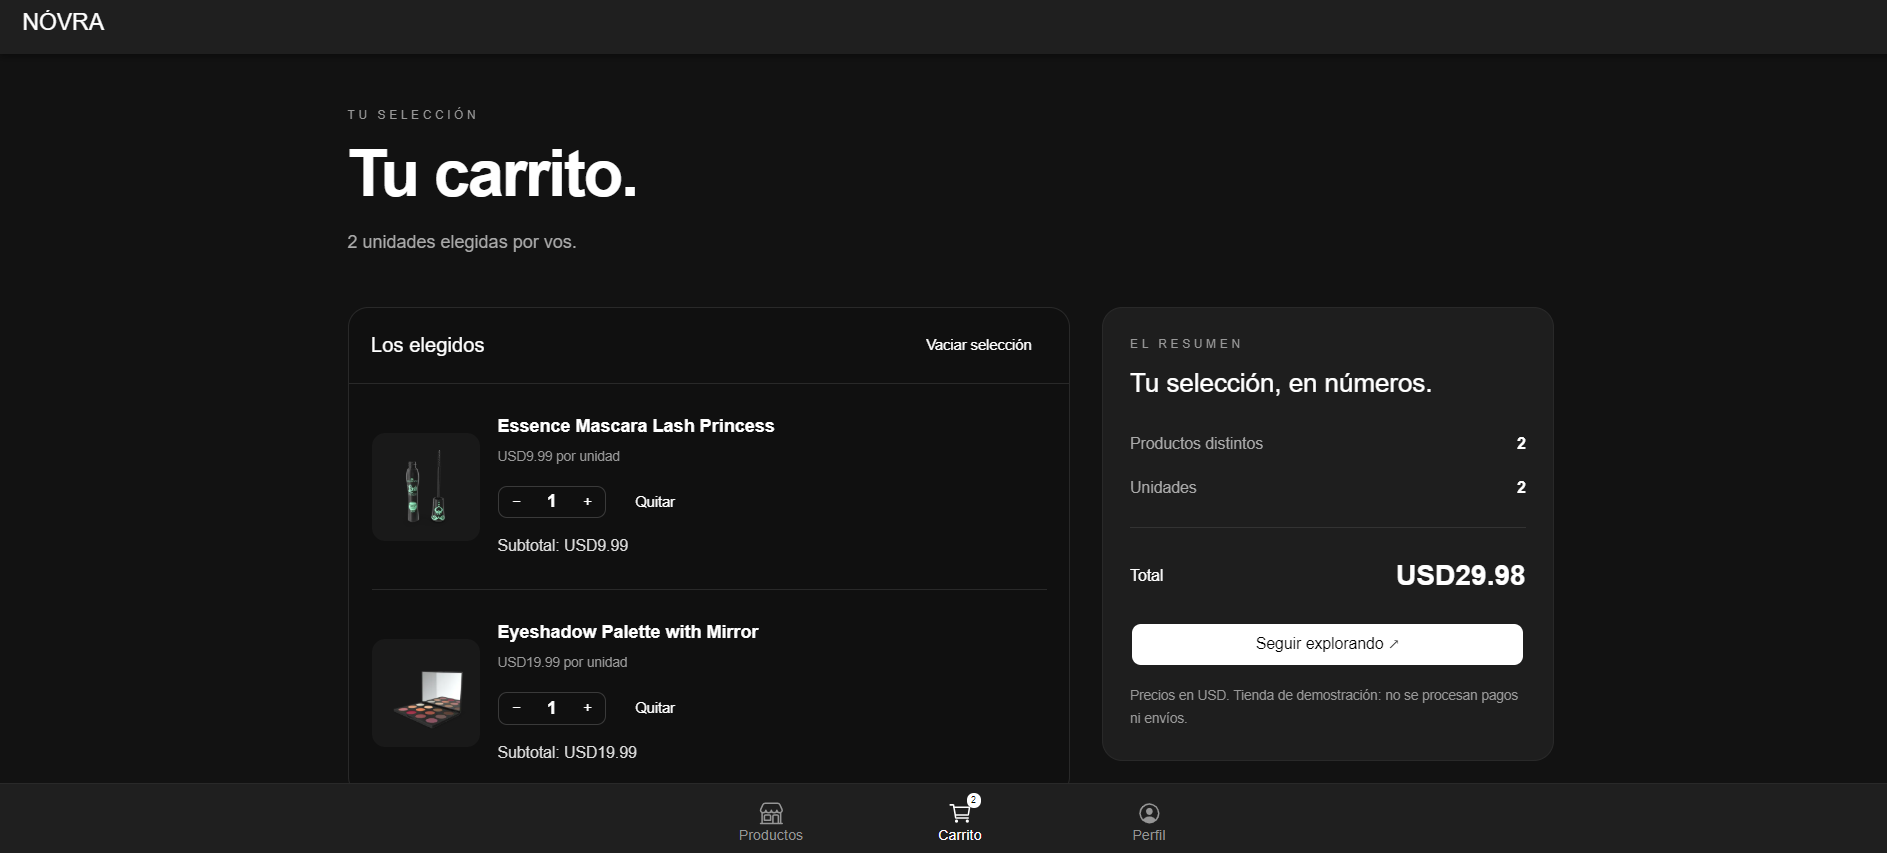 NÓVRA
TU SELECCIÓN
Tu carrito.
2 unidades elegidas por vos.
Los elegidos
Vaciar selección
Essence Mascara Lash Princess
USD9.99 por unidad
− 1 +
Quitar
Subtotal: USD9.99
Eyeshadow Palette with Mirror
USD19.99 por unidad
− 1 +
Quitar
Subtotal: USD19.99
EL RESUMEN
Tu selección, en números.
Productos distintos 2
Unidades 2
Total USD29.98
Seguir explorando ↗
Precios en USD. Tienda de demostración: no se procesan pagos
ni envíos.
Productos
2
Carrito
Perfil